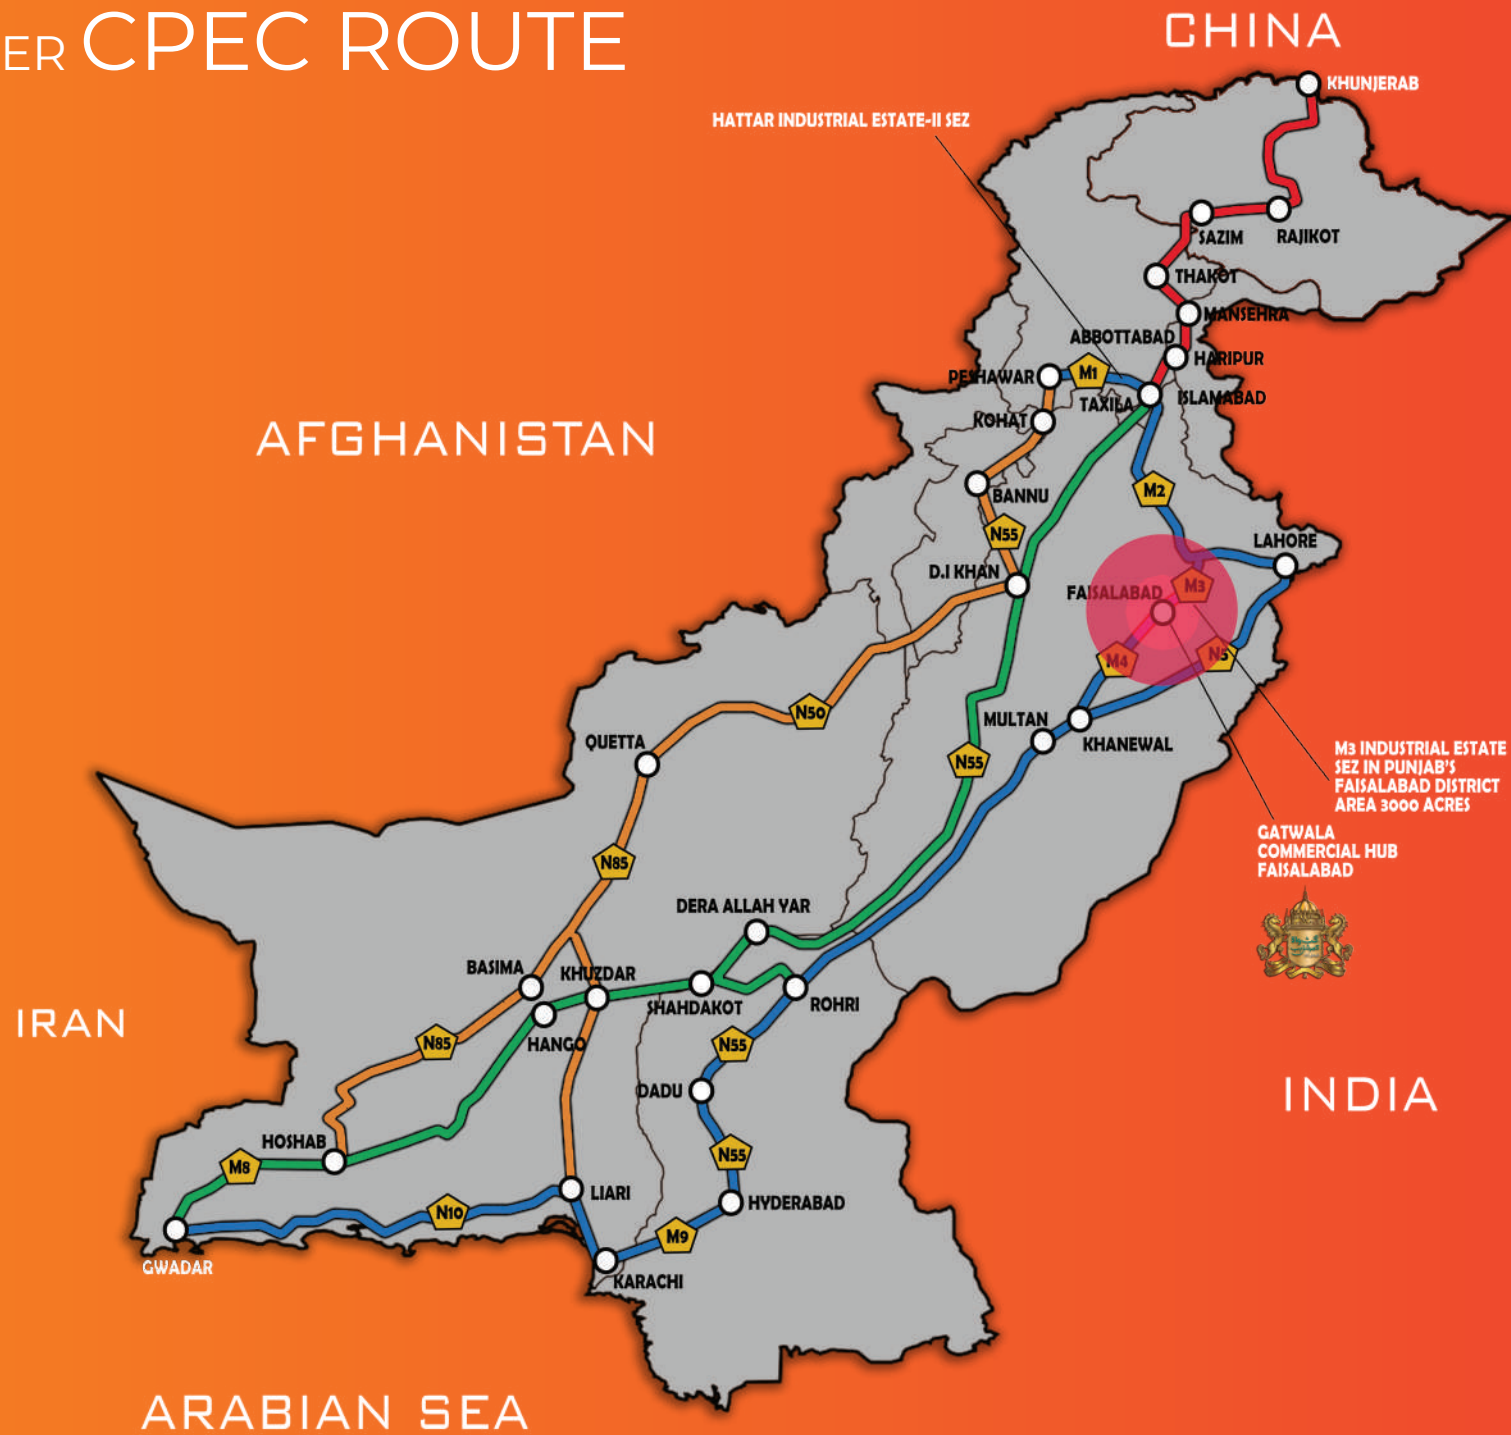 ER CPEC ROUTE
CHINA
KHUNJERAB
HATTAR INDUSTRIAL ESTATE-II SEZ
SAZIM
RAJIKOT
THAKOT
MANSEHRA
ABBOTTABAD
HARIPUR
PESHAWAR
M1
TAXILA
ISLAMABAD
KOHAT
AFGHANISTAN
BANNU
M2
N55
LAHORE
D.I KHAN
FAISALABAD
M3
M4
N5
N50
MULTAN
KHANEWAL
QUETTA
N55
M3 INDUSTRIAL ESTATE
SEZ IN PUNJAB'S
FAISALABAD DISTRICT
AREA 3000 ACRES
GATWALA
COMMERCIAL HUB
FAISALABAD
N85
DERA ALLAH YAR
BASIMA
KHUZDAR
SHAHDAKOT
ROHRI
IRAN
N85
HANGO
N55
DADU
INDIA
HOSHAB
M8
N55
LIARI
HYDERABAD
N10
M9
GWADAR
KARACHI
ARABIAN SEA